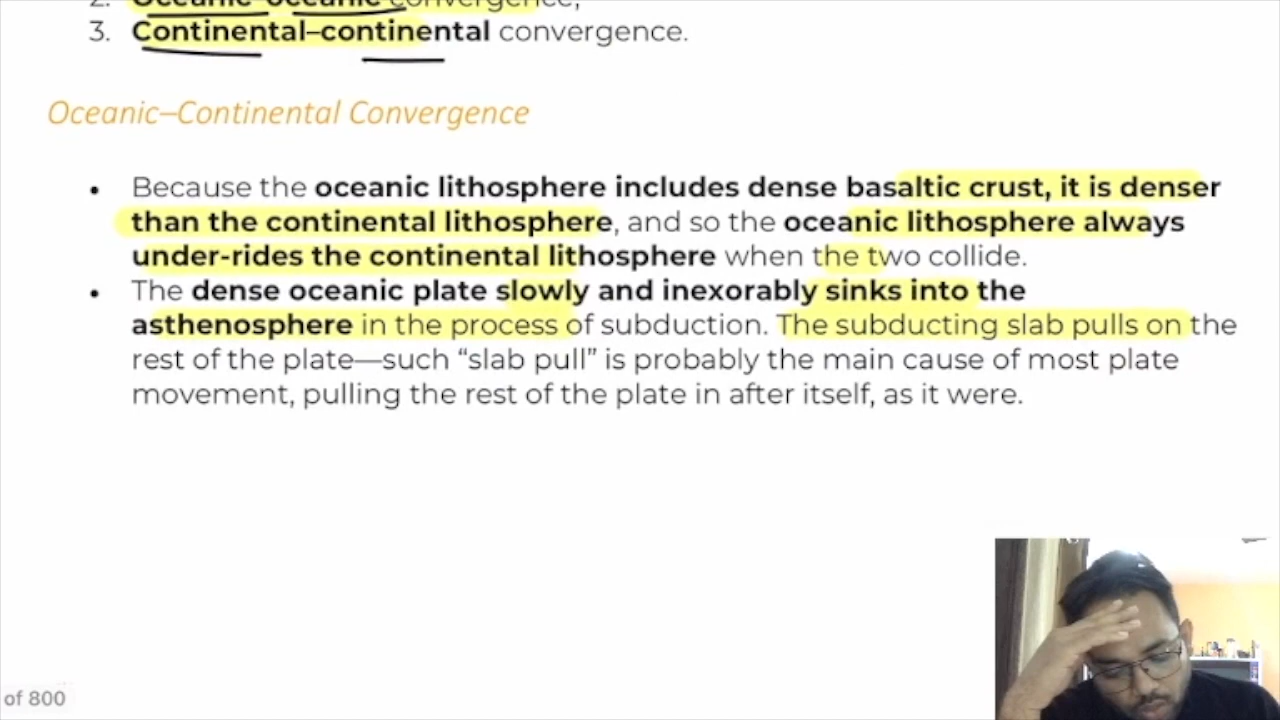 2. Oceanic–oceanic convergence;
3. Continental–continental convergence.
Oceanic–Continental Convergence
• Because the oceanic lithosphere includes dense basaltic crust, it is denser
than the continental lithosphere, and so the oceanic lithosphere always
under-rides the continental lithosphere when the two collide.
• The dense oceanic plate slowly and inexorably sinks into the
asthenosphere in the process of subduction. The subducting slab pulls on the
rest of the plate—such “slab pull” is probably the main cause of most plate
movement, pulling the rest of the plate in after itself, as it were.
of 800